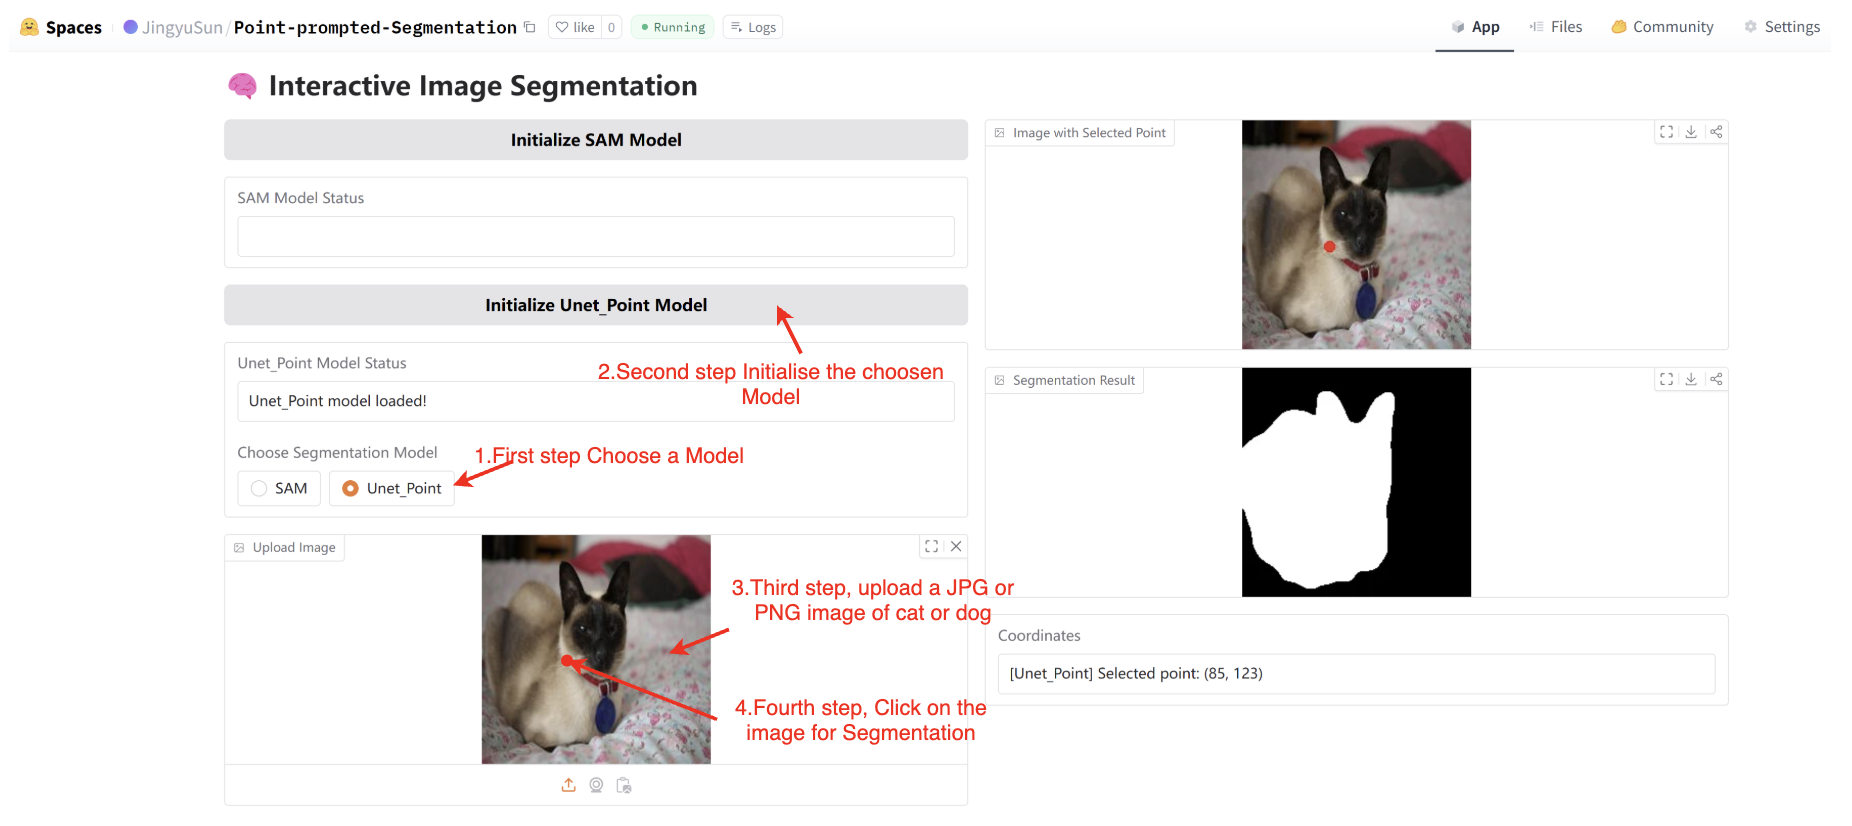 Spaces
JingyuSun/Point-prompted-Segmentation
like 0
Running
Logs
App
Files
Community
Settings
Interactive Image Segmentation
Initialize SAM Model
SAM Model Status
Initialize Unet_Point Model
Unet_Point Model Status
2.Second step Initialise the choosen
Model
Unet_Point model loaded!
Choose Segmentation Model
1.First step Choose a Model
SAM
Unet_Point
Upload Image
3.Third step, upload a JPG or
PNG image of cat or dog
4.Fourth step, Click on the
image for Segmentation
Image with Selected Point
Segmentation Result
Coordinates
[Unet_Point] Selected point: (85, 123)